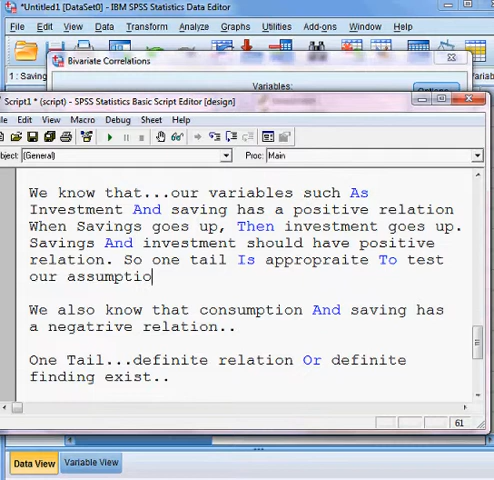 *Untitled1 [DataSet0] - IBM SPSS Statistics Data Editor
File Edit View Data Transform Analyze Graphs Utilities Add-ons Window Help
1 : Saving
Bivariate Correlations
Variables:
Script1 * (script) - SPSS Statistics Basic Script Editor [design]
Edit View Macro Debug Sheet Help
bject: [General] Proc: Main
We know that...our variables such As
Investment And saving has a positive relation
When Savings goes up, Then investment goes up.
Savings And investment should have positive
relation. So one tail Is appropraite To test
our assumptio
We also know that consumption And saving has
a negatrive relation..
One Tail...definite relation Or definite
finding exist..
61
Data View Variable View